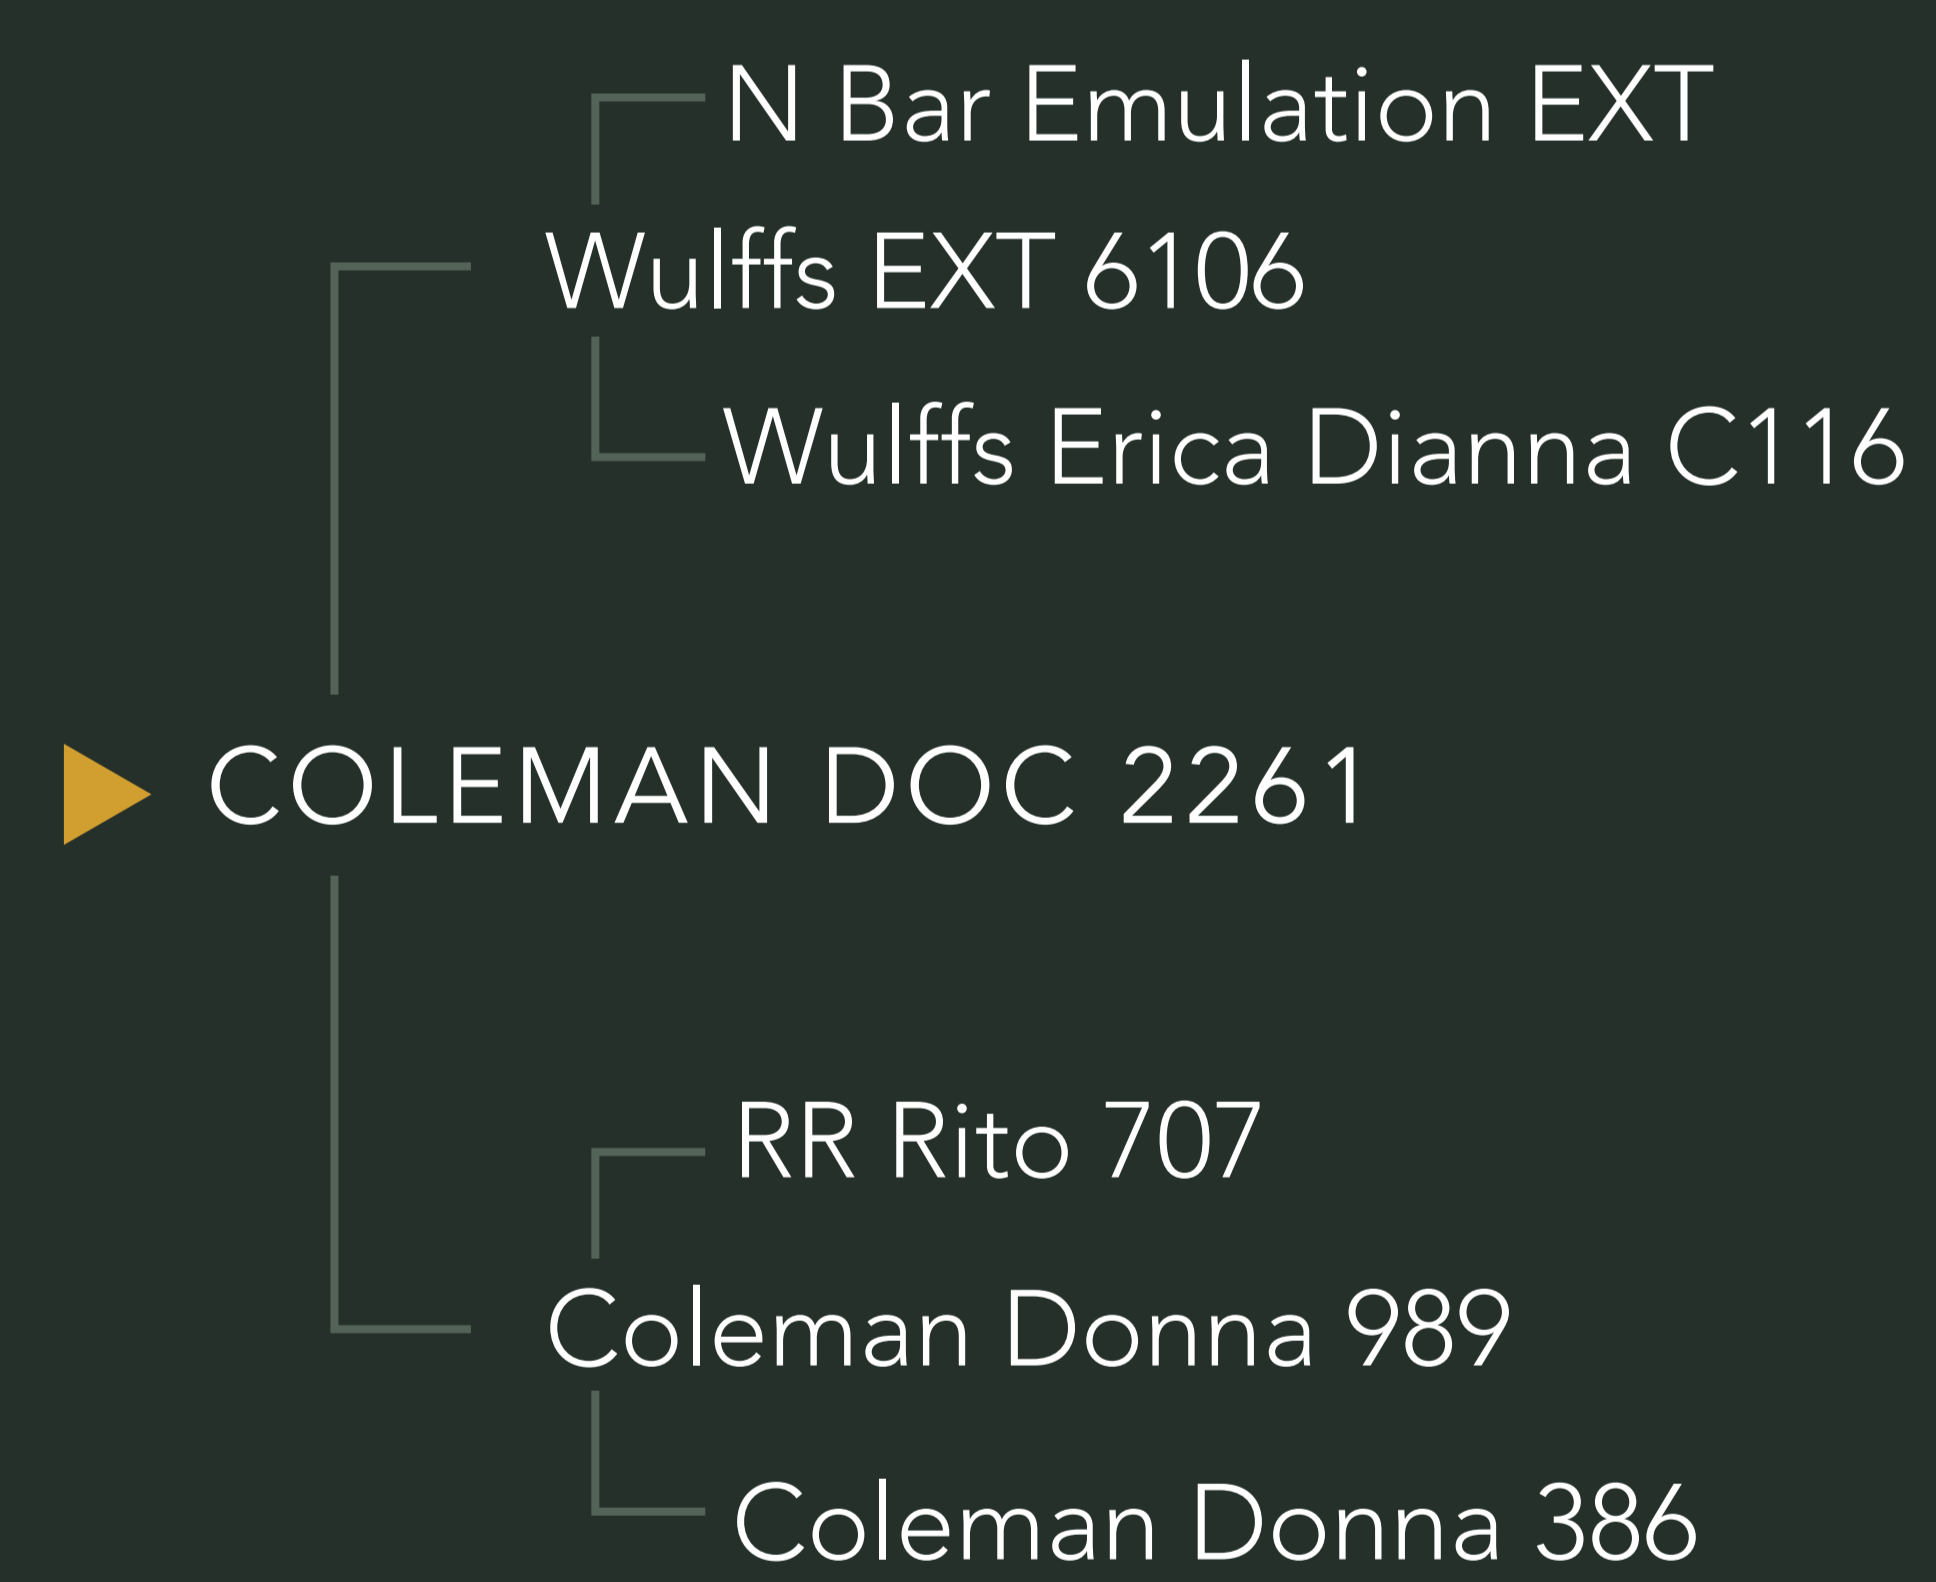 N Bar Emulation EXT
Wulffs EXT 6106
Wulffs Erica Dianna C116
COLEMAN DOC 2261
RR Rito 707
Coleman Donna 989
Coleman Donna 386